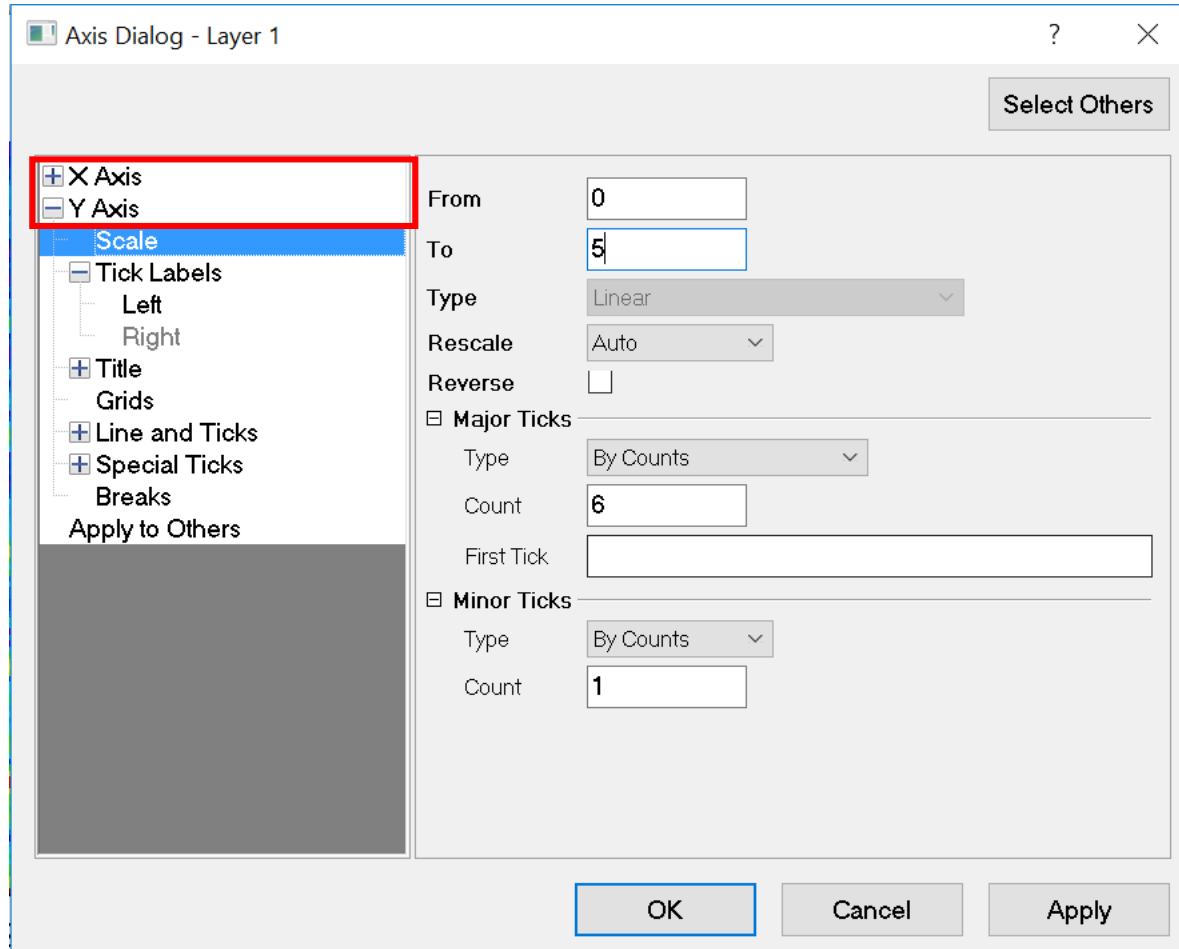 Axis Dialog - Layer 1
Select Others
X Axis
Y Axis
Scale
Tick Labels
Left
Right
Title
Grids
Line and Ticks
Special Ticks
Breaks
Apply to Others
From 0
To 5
Type Linear
Rescale Auto
Reverse
Major Ticks
Type By Counts
Count 6
First Tick
Minor Ticks
Type By Counts
Count 1
OK Cancel Apply